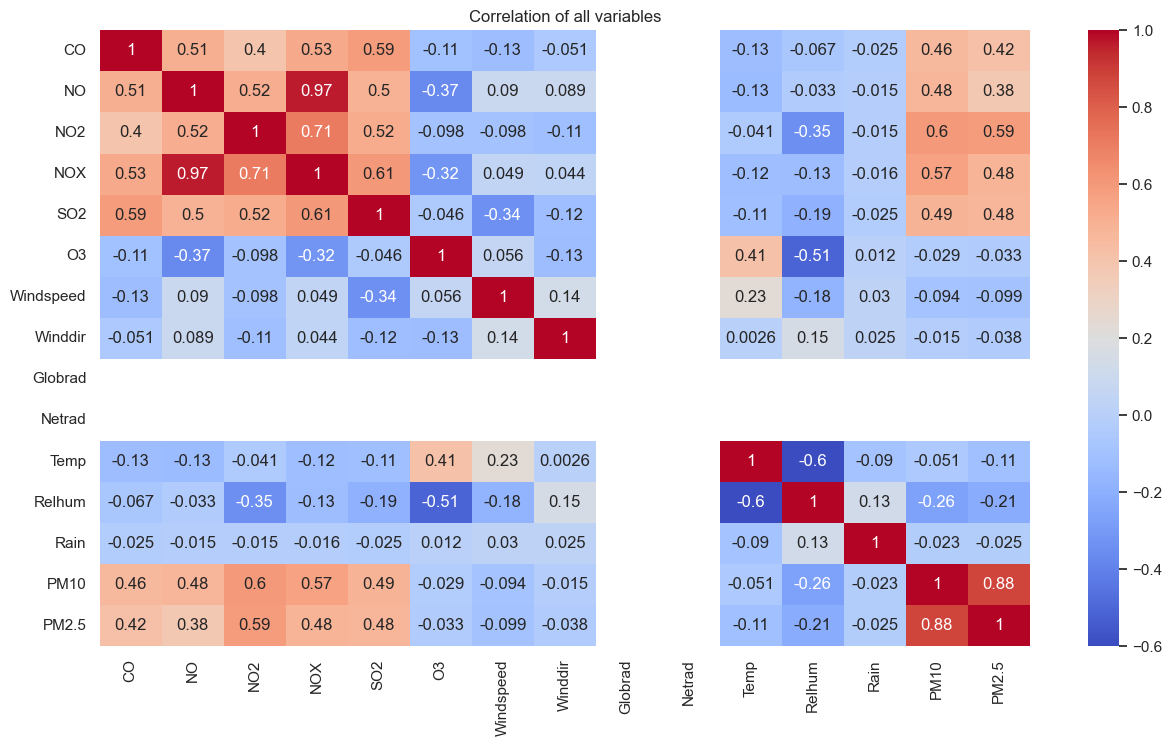 Correlation of all variables
CO 1 0.51 0.4 0.53 0.59 -0.11 -0.13 -0.051 -0.13 -0.067 -0.025 0.46 0.42
NO 0.51 1 0.52 0.97 0.5 -0.37 0.09 0.089 -0.13 -0.033 -0.015 0.48 0.38
NO2 0.4 0.52 1 0.71 0.52 -0.098 -0.098 -0.11 -0.041 -0.35 -0.015 0.6 0.59
NOX 0.53 0.97 0.71 1 0.61 -0.32 0.049 0.044 -0.12 -0.13 -0.016 0.57 0.48
SO2 0.59 0.5 0.52 0.61 1 -0.046 -0.34 -0.12 -0.11 -0.19 -0.025 0.49 0.48
O3 -0.11 -0.37 -0.098 -0.32 -0.046 1 0.056 -0.13 0.41 -0.51 0.012 -0.029 -0.033
Windspeed -0.13 0.09 -0.098 0.049 -0.34 0.056 1 0.14 0.23 -0.18 0.03 -0.094 -0.099
Winddir -0.051 0.089 -0.11 0.044 -0.12 -0.13 0.14 1 0.0026 0.15 0.025 -0.015 -0.038
Globrad
Netrad
Temp -0.13 -0.13 -0.041 -0.12 -0.11 0.41 0.23 0.0026 1 -0.6 -0.09 -0.051 -0.11
Relhum -0.067 -0.033 -0.35 -0.13 -0.19 -0.51 -0.18 0.15 -0.6 1 0.13 -0.26 -0.21
Rain -0.025 -0.015 -0.015 -0.016 -0.025 0.012 0.03 0.025 -0.09 0.13 1 -0.023 -0.025
PM10 0.46 0.48 0.6 0.57 0.49 -0.029 -0.094 -0.015 -0.051 -0.26 -0.023 1 0.88
PM2.5 0.42 0.38 0.59 0.48 0.48 -0.033 -0.099 -0.038 -0.11 -0.21 -0.025 0.88 1
CO NO NO2 NOX SO2 O3 Windspeed Winddir Globrad Netrad Temp Relhum Rain PM10 PM2.5
1.0
0.8
0.6
0.4
0.2
0.0
−0.2
−0.4
−0.6